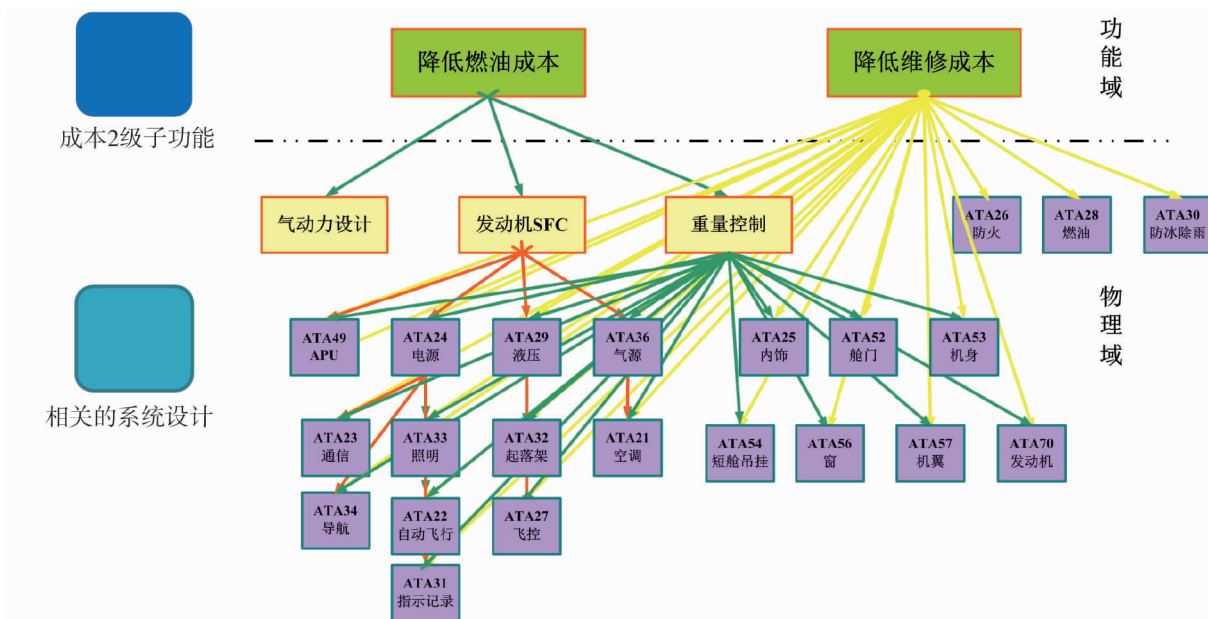 降低燃油成本
降低维修成本
功能域
成本2级子功能
气动力设计
发动机SFC
重量控制
ATA26
防火
ATA28
燃油
ATA30
防冰除雨
物理域
相关的系统设计
ATA49
APU
ATA24
电源
ATA29
液压
ATA36
气源
ATA25
内饰
ATA52
舱门
ATA53
机身
ATA23
通信
ATA33
照明
ATA32
起落架
ATA21
空调
ATA54
短舱吊挂
ATA56
窗
ATA57
机翼
ATA70
发动机
ATA34
导航
ATA22
自动飞行
ATA27
飞控
ATA31
指示记录